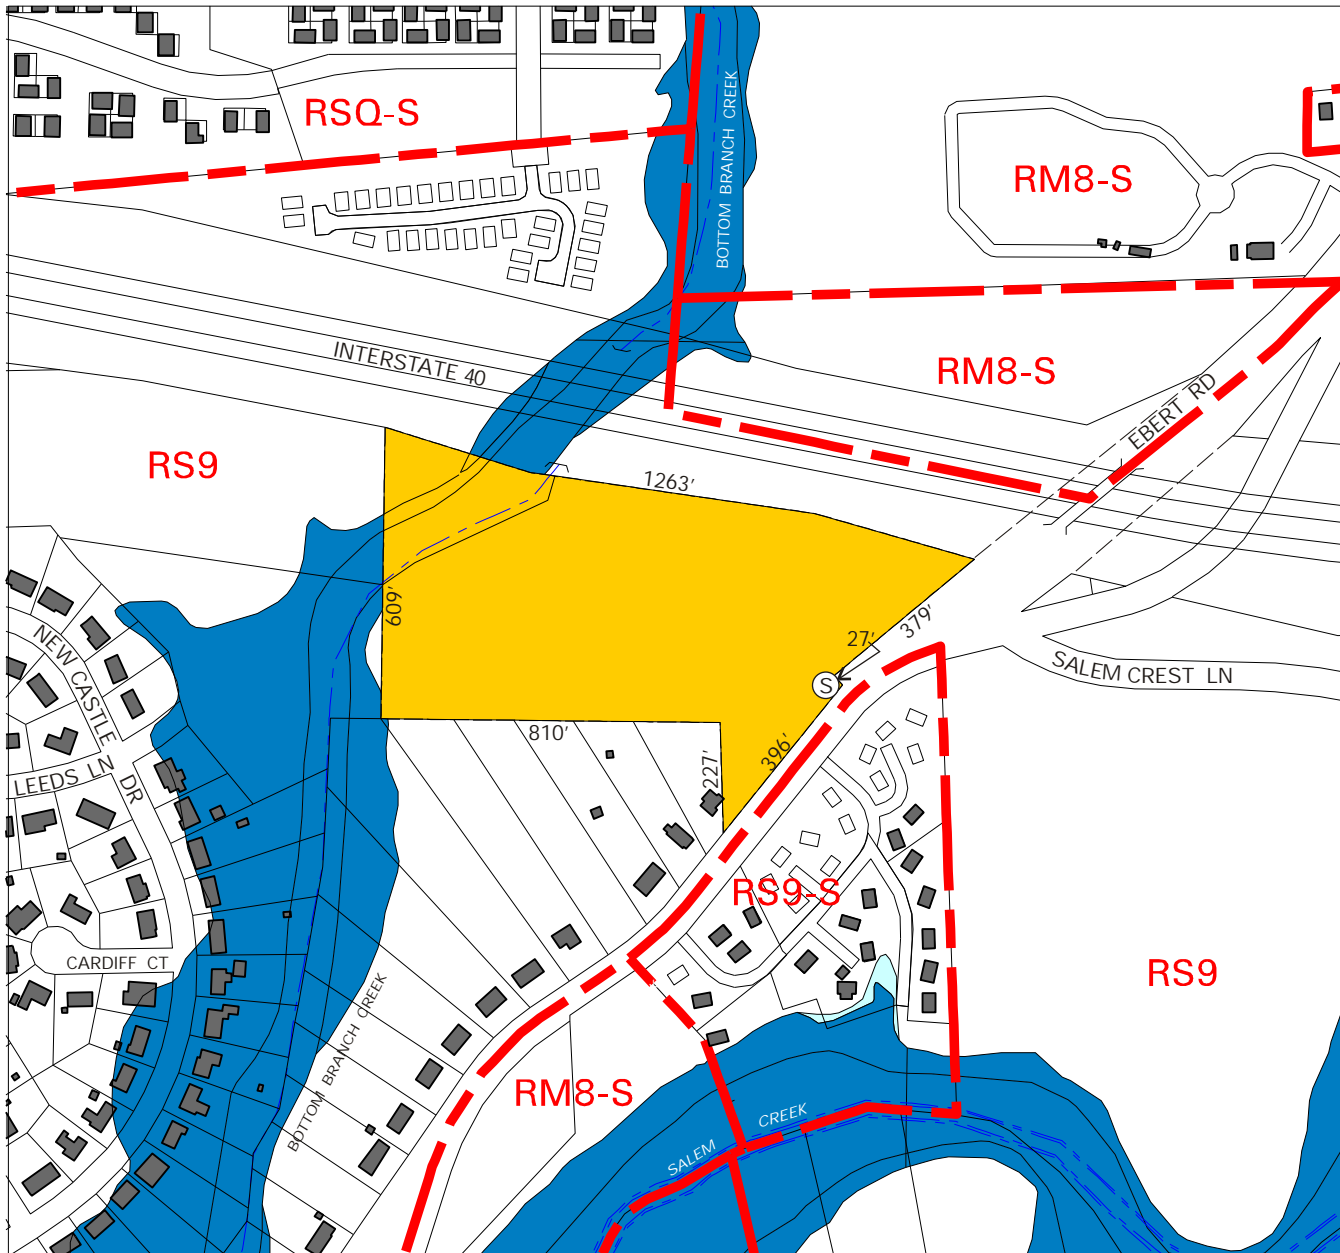 RSQ-S
BOTTOM BRANCH CREEK
RM8-S
INTERSTATE 40
RM8-S
EBERT RD
RS9
1263'
609'
379'
27'
S
SALEM CREST LN
NEW CASTLE DR
LEEDS LN
810'
396'
227'
RS9-S
CARDIFF CT
RS9
BOTTOM BRANCH CREEK
RM8-S
SALEM CREEK